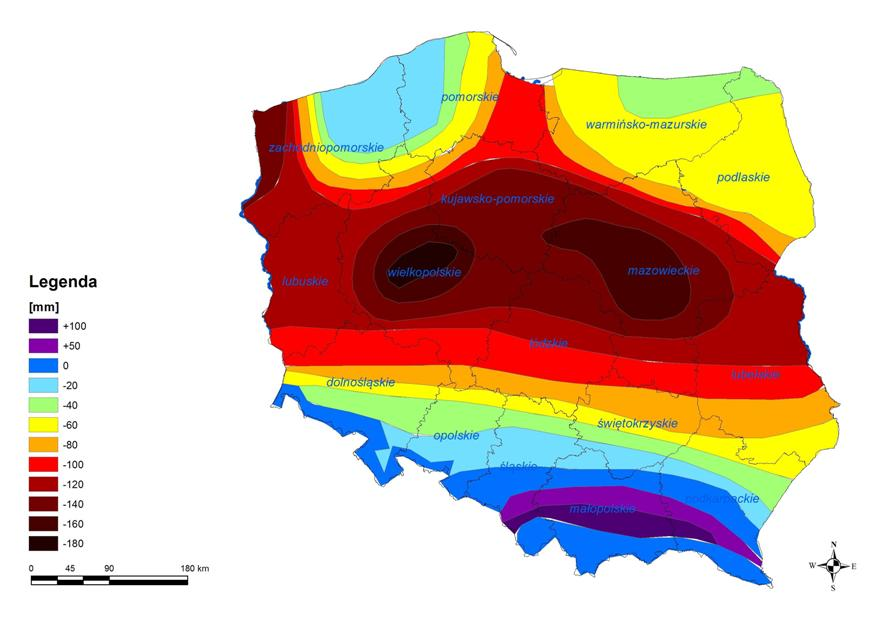 pomorskie
warmińsko-mazurskie
zachodniopomorskie
podlaskie
kujawsko-pomorskie
wielkopolskie
mazowieckie
lubuskie
łódzkie
lubelskie
dolnośląskie
świętokrzyskie
opolskie
śląskie
podkarpackie
małopolskie
Legenda
[mm]
+100
+50
0
-20
-40
-60
-80
-100
-120
-140
-160
-180
0 45 90 180 km
N
W E
S